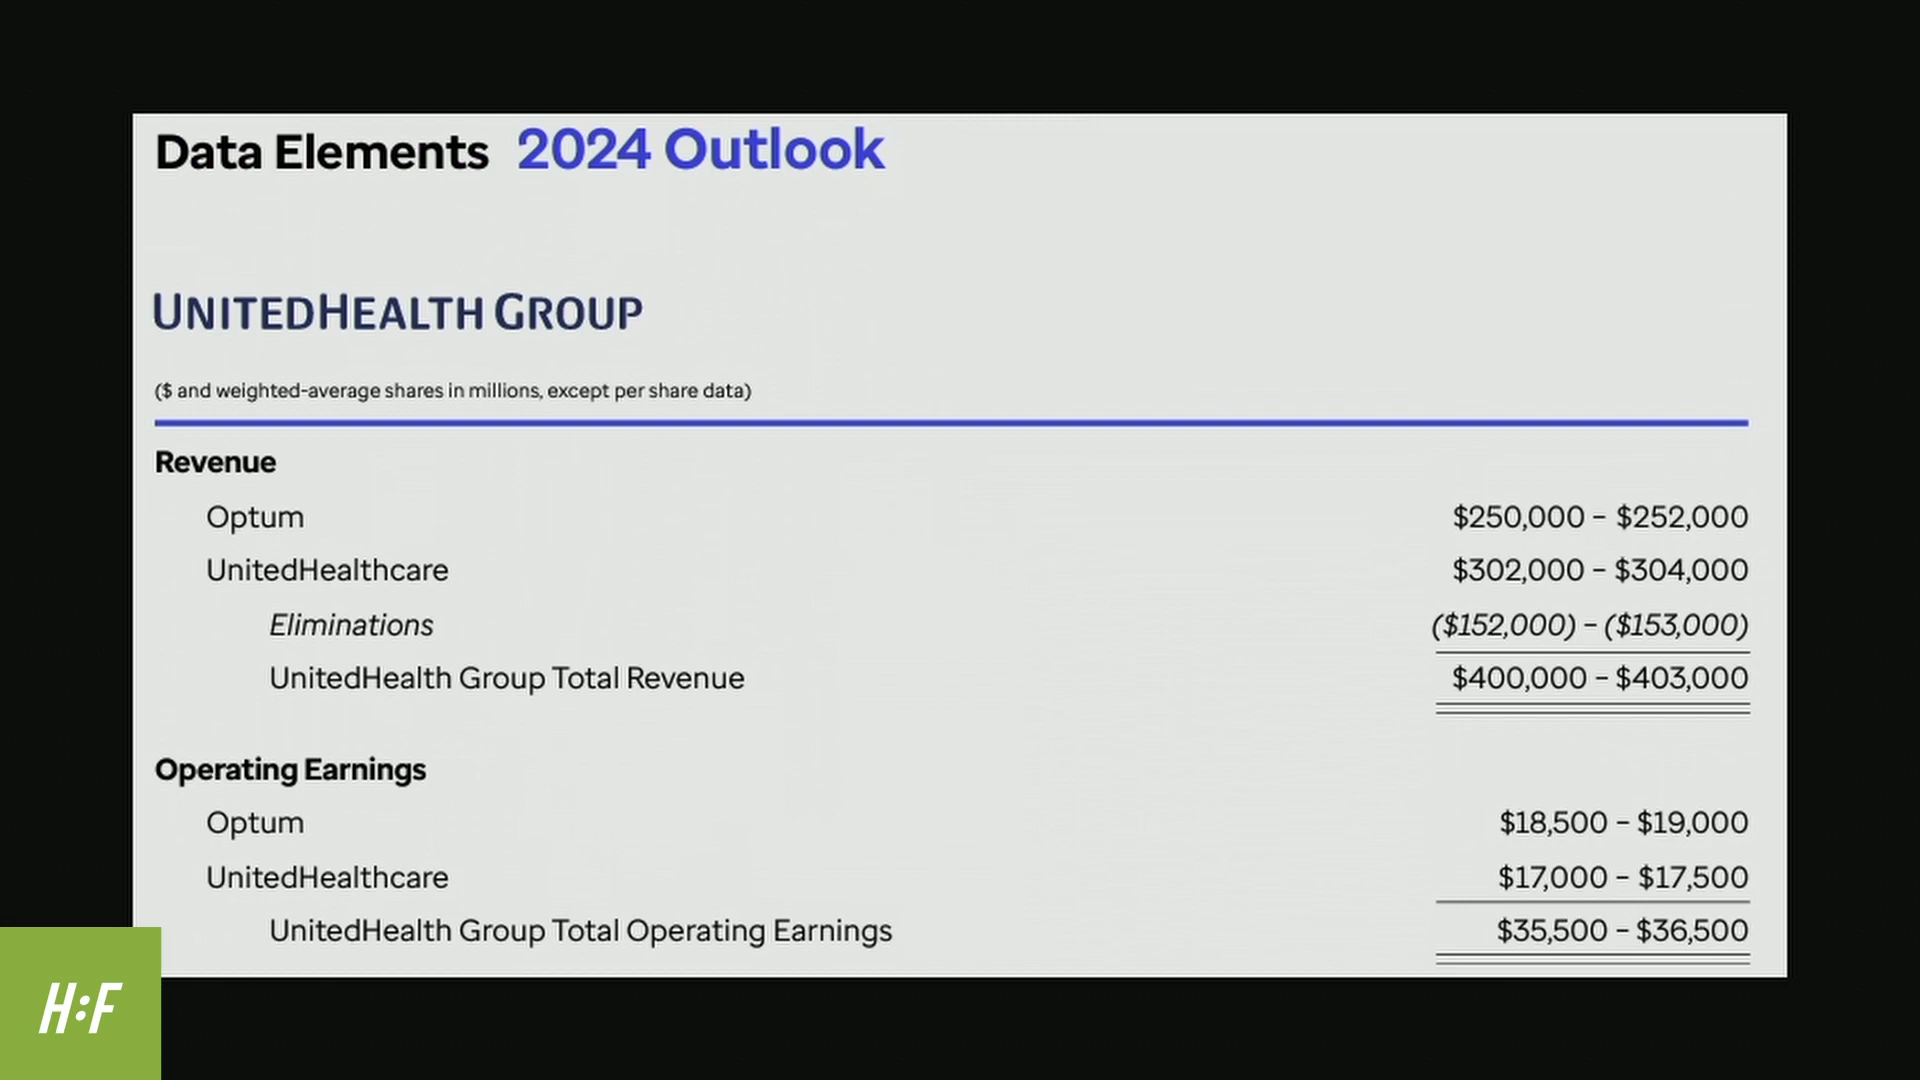 Data Elements 2024 Outlook
UNITEDHEALTH GROUP
($ and weighted-average shares in millions, except per share data)
Revenue
Optum $250,000 – $252,000
UnitedHealthcare $302,000 – $304,000
Eliminations ($152,000) – ($153,000)
UnitedHealth Group Total Revenue $400,000 – $403,000
Operating Earnings
Optum $18,500 – $19,000
UnitedHealthcare $17,000 – $17,500
UnitedHealth Group Total Operating Earnings $35,500 – $36,500
H:F